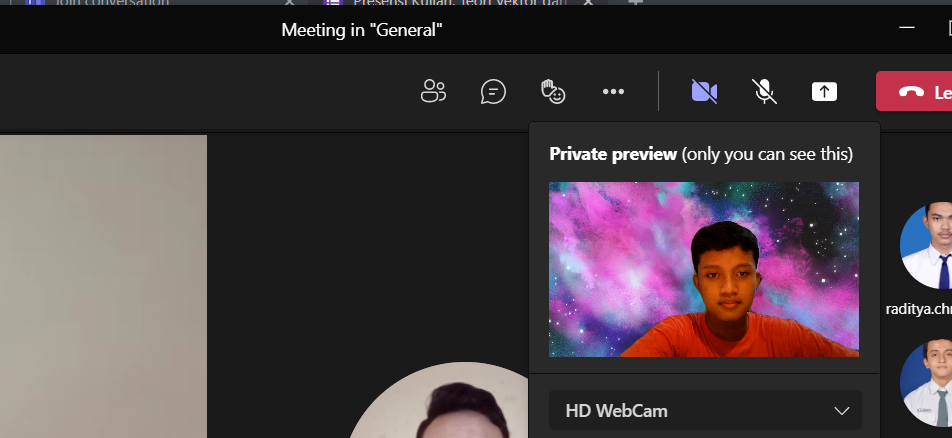 Join conversation
Presensi Kuliah: Teori Vektor dan
Meeting in "General"
Le
Private preview (only you can see this)
raditya.chr
HD WebCam